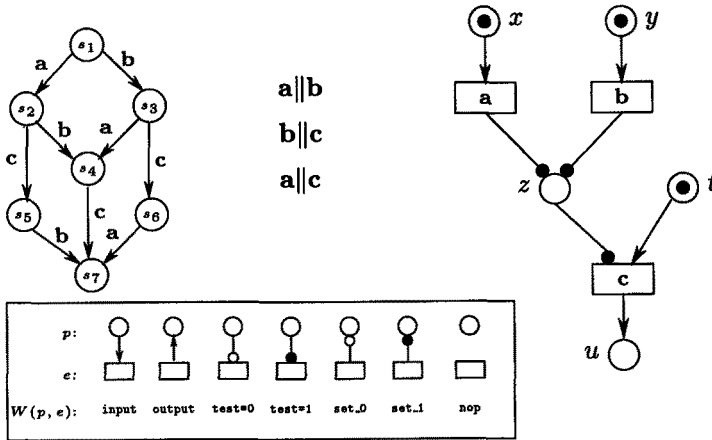 s1
a
b
s2
s3
b
a
c
c
s4
s5
c
s6
b
a
s7
a||b
b||c
a||c
x
y
a
b
z
t
c
u
p:
e:
W(p, e): input output test=0 test=1 set_0 set_1 nop